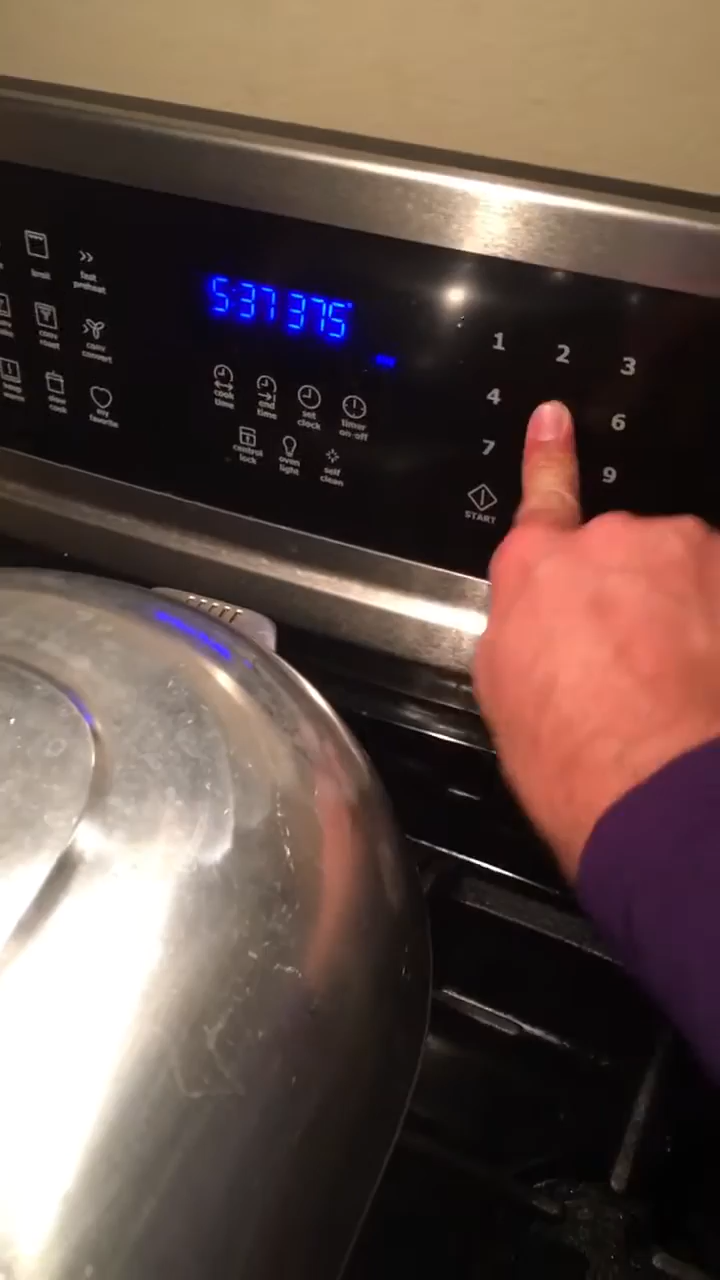 5:37 375°
broil
fast
preheat
conv
roast
conv
convect
slow
cook
my
favorite
cook
time
end
time
set
clock
timer
on-off
control
lock
oven
light
self
clean
1 2 3
4 6
7 9
START